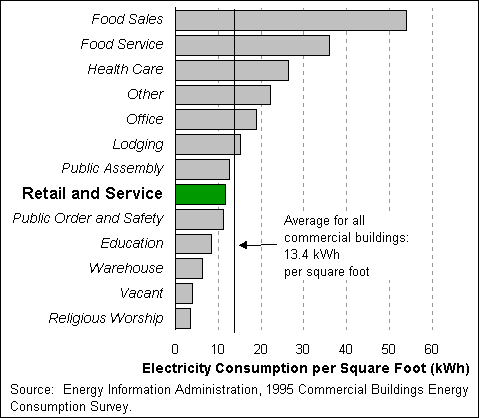 Food Sales
Food Service
Health Care
Other
Office
Lodging
Public Assembly
Retail and Service
Public Order and Safety
Education
Warehouse
Vacant
Religious Worship
Average for all
commercial buildings:
13.4 kWh
per square foot
0 10 20 30 40 50 60
Electricity Consumption per Square Foot (kWh)
Source: Energy Information Administration, 1995 Commercial Buildings Energy
Consumption Survey.